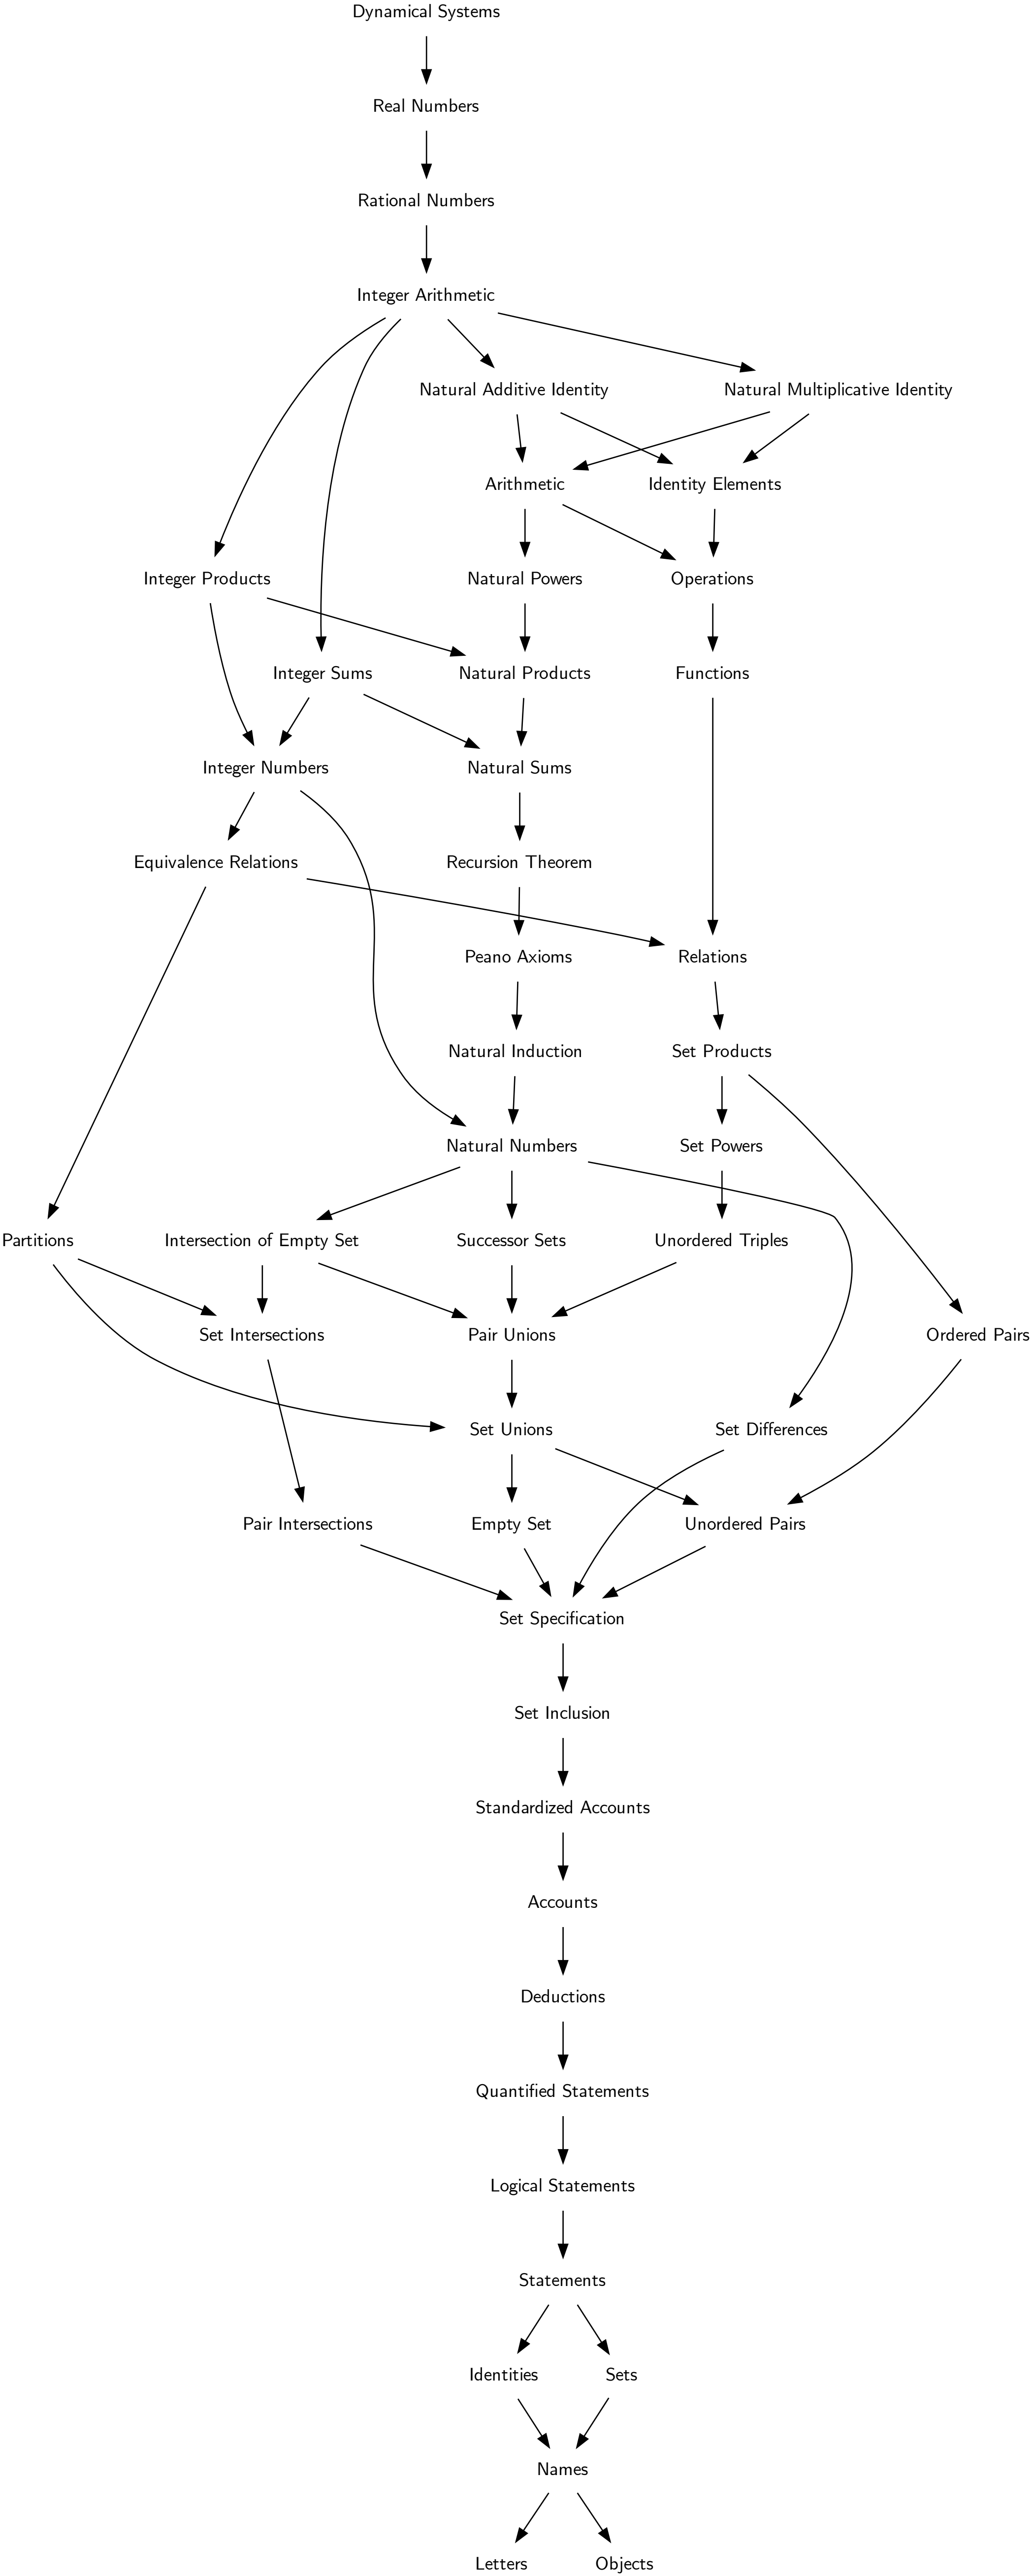 Dynamical Systems
Real Numbers
Rational Numbers
Integer Arithmetic
Natural Additive Identity
Natural Multiplicative Identity
Arithmetic
Identity Elements
Integer Products
Natural Powers
Operations
Integer Sums
Natural Products
Functions
Integer Numbers
Natural Sums
Equivalence Relations
Recursion Theorem
Peano Axioms
Relations
Natural Induction
Set Products
Natural Numbers
Set Powers
Partitions
Intersection of Empty Set
Successor Sets
Unordered Triples
Set Intersections
Pair Unions
Ordered Pairs
Set Unions
Set Differences
Pair Intersections
Empty Set
Unordered Pairs
Set Specification
Set Inclusion
Standardized Accounts
Accounts
Deductions
Quantified Statements
Logical Statements
Statements
Identities
Sets
Names
Letters
Objects